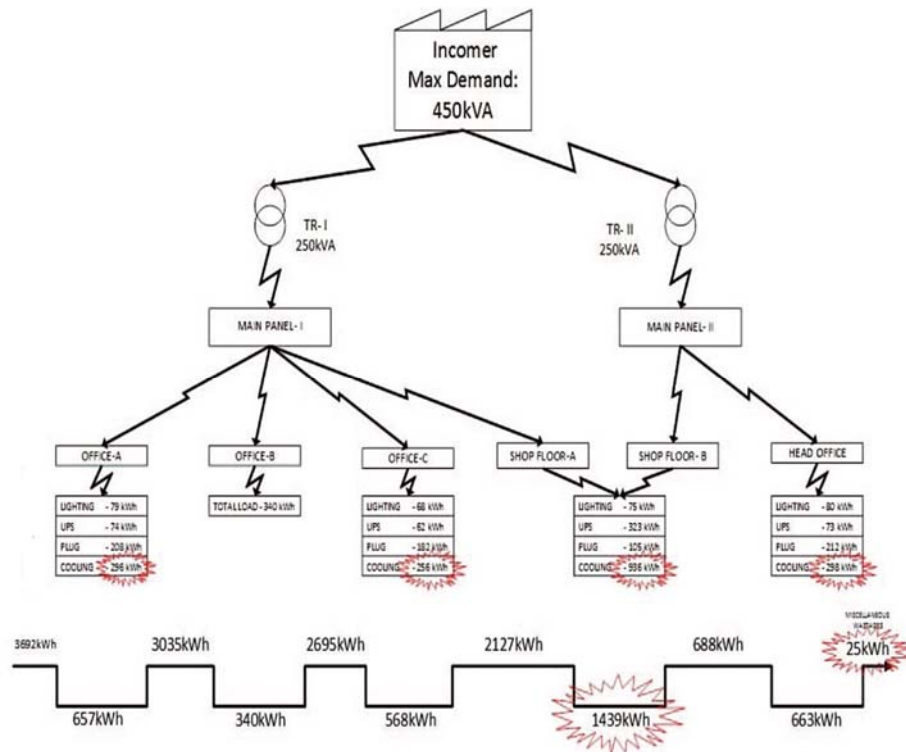 Incomer
Max Demand:
450kVA
TR- I
250kVA
TR- II
250kVA
MAIN PANEL- I
MAIN PANEL- II
OFFICE-A
OFFICE-B
OFFICE-C
SHOP FLOOR-A
SHOP FLOOR- B
HEAD OFFICE
LIGHTING - 79 kWh
UPS - 74 kWh
PLUG - 208 kWh
COOLING - 296 kWh
TOTAL LOAD - 340 kWh
LIGHTING - 68 kWh
UPS - 62 kWh
PLUG - 182 kWh
COOLING - 256 kWh
LIGHTING - 75 kWh
UPS - 323 kWh
PLUG - 105 kWh
COOLING - 936 kWh
LIGHTING - 80 kWh
UPS - 73 kWh
PLUG - 212 kWh
COOLING - 298 kWh
MISCELLANEOUS
WASTAGES
3692kWh
3035kWh
2695kWh
2127kWh
688kWh
25kWh
657kWh
340kWh
568kWh
1439kWh
663kWh